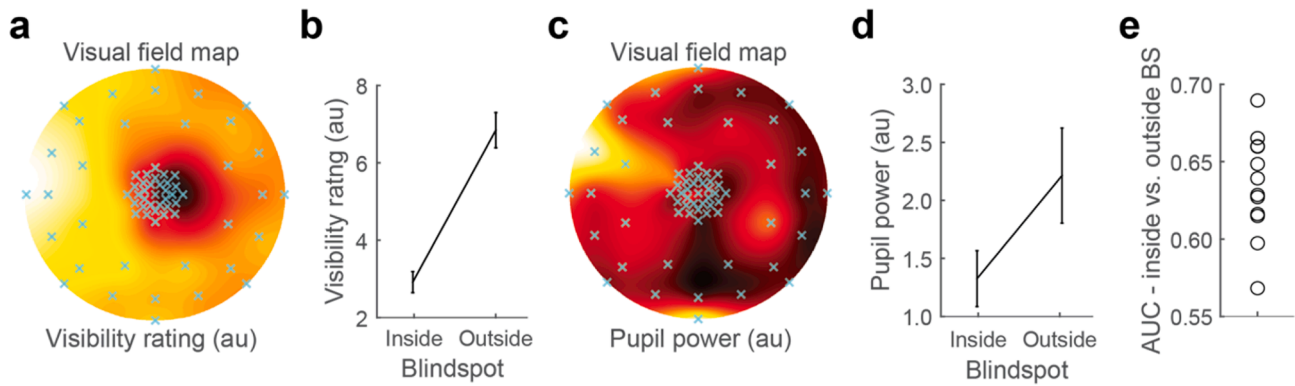 a
Visual field map
Visibility rating (au)
b
Visibility ratng (au)
8
6
4
2
Inside
Outside
Blindspot
c
Visual field map
Pupil power (au)
d
Pupil power (au)
3.0
2.5
2.0
1.5
1.0
Inside
Outside
Blindspot
e
AUC - inside vs. outside BS
0.70
0.65
0.60
0.55